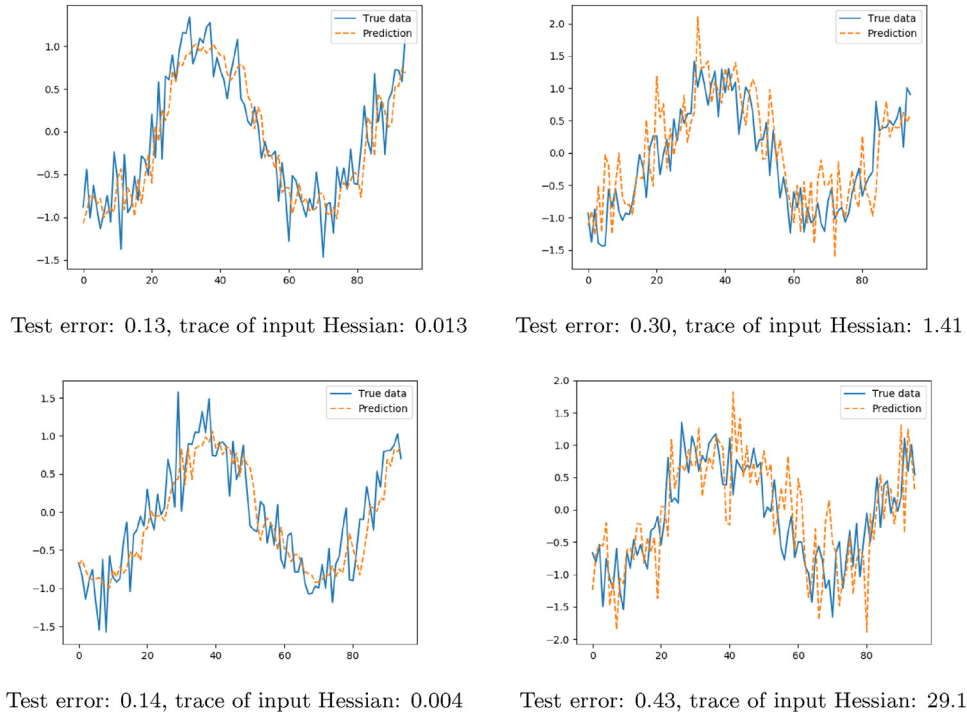 True data
Prediction
1.0
0.5
0.0
−0.5
−1.0
−1.5
0 20 40 60 80
Test error: 0.13, trace of input Hessian: 0.013
True data
Prediction
2.0
1.5
1.0
0.5
0.0
−0.5
−1.0
−1.5
0 20 40 60 80
Test error: 0.30, trace of input Hessian: 1.41
True data
Prediction
1.5
1.0
0.5
0.0
−0.5
−1.0
−1.5
0 20 40 60 80
Test error: 0.14, trace of input Hessian: 0.004
True data
Prediction
2.0
1.5
1.0
0.5
0.0
−0.5
−1.0
−1.5
−2.0
0 20 40 60 80
Test error: 0.43, trace of input Hessian: 29.1